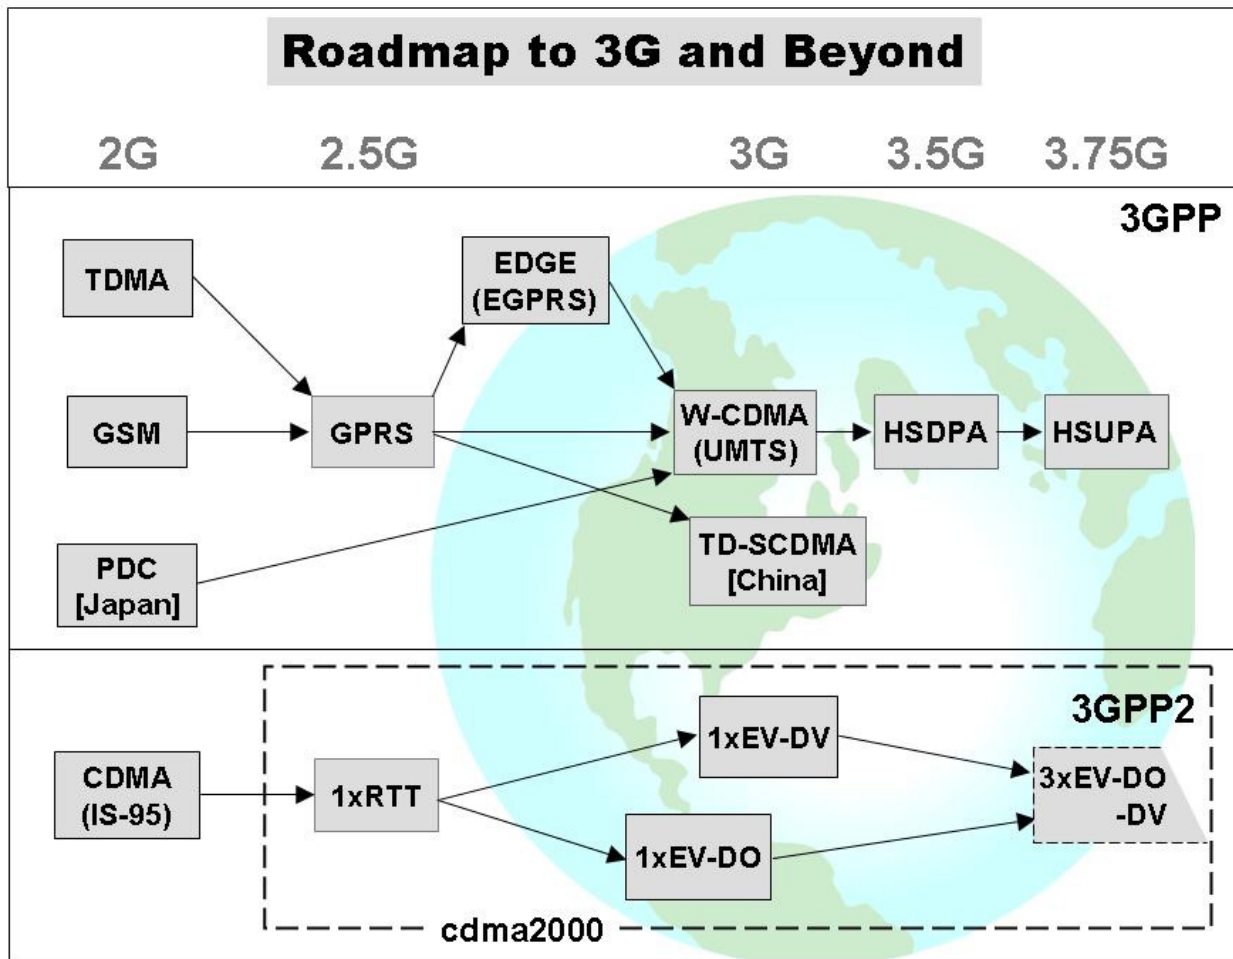 Roadmap to 3G and Beyond
2G 2.5G 3G 3.5G 3.75G
3GPP
TDMA
EDGE
(EGPRS)
GSM
GPRS
W-CDMA
(UMTS)
HSDPA
HSUPA
PDC
[Japan]
TD-SCDMA
[China]
3GPP2
CDMA
(IS-95)
1xRTT
1xEV-DV
1xEV-DO
3xEV-DO
-DV
cdma2000